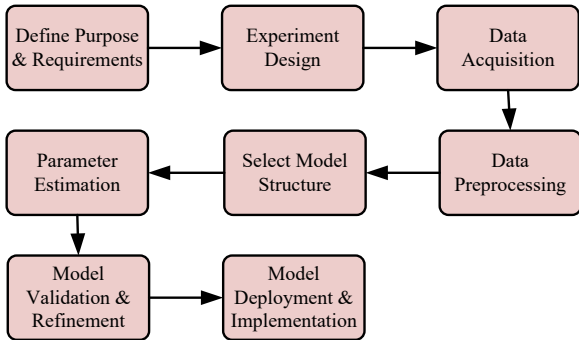 Define Purpose
& Requirements
Experiment
Design
Data
Acquisition
Data
Preprocessing
Select Model
Structure
Parameter
Estimation
Model
Validation &
Refinement
Model
Deployment &
Implementation